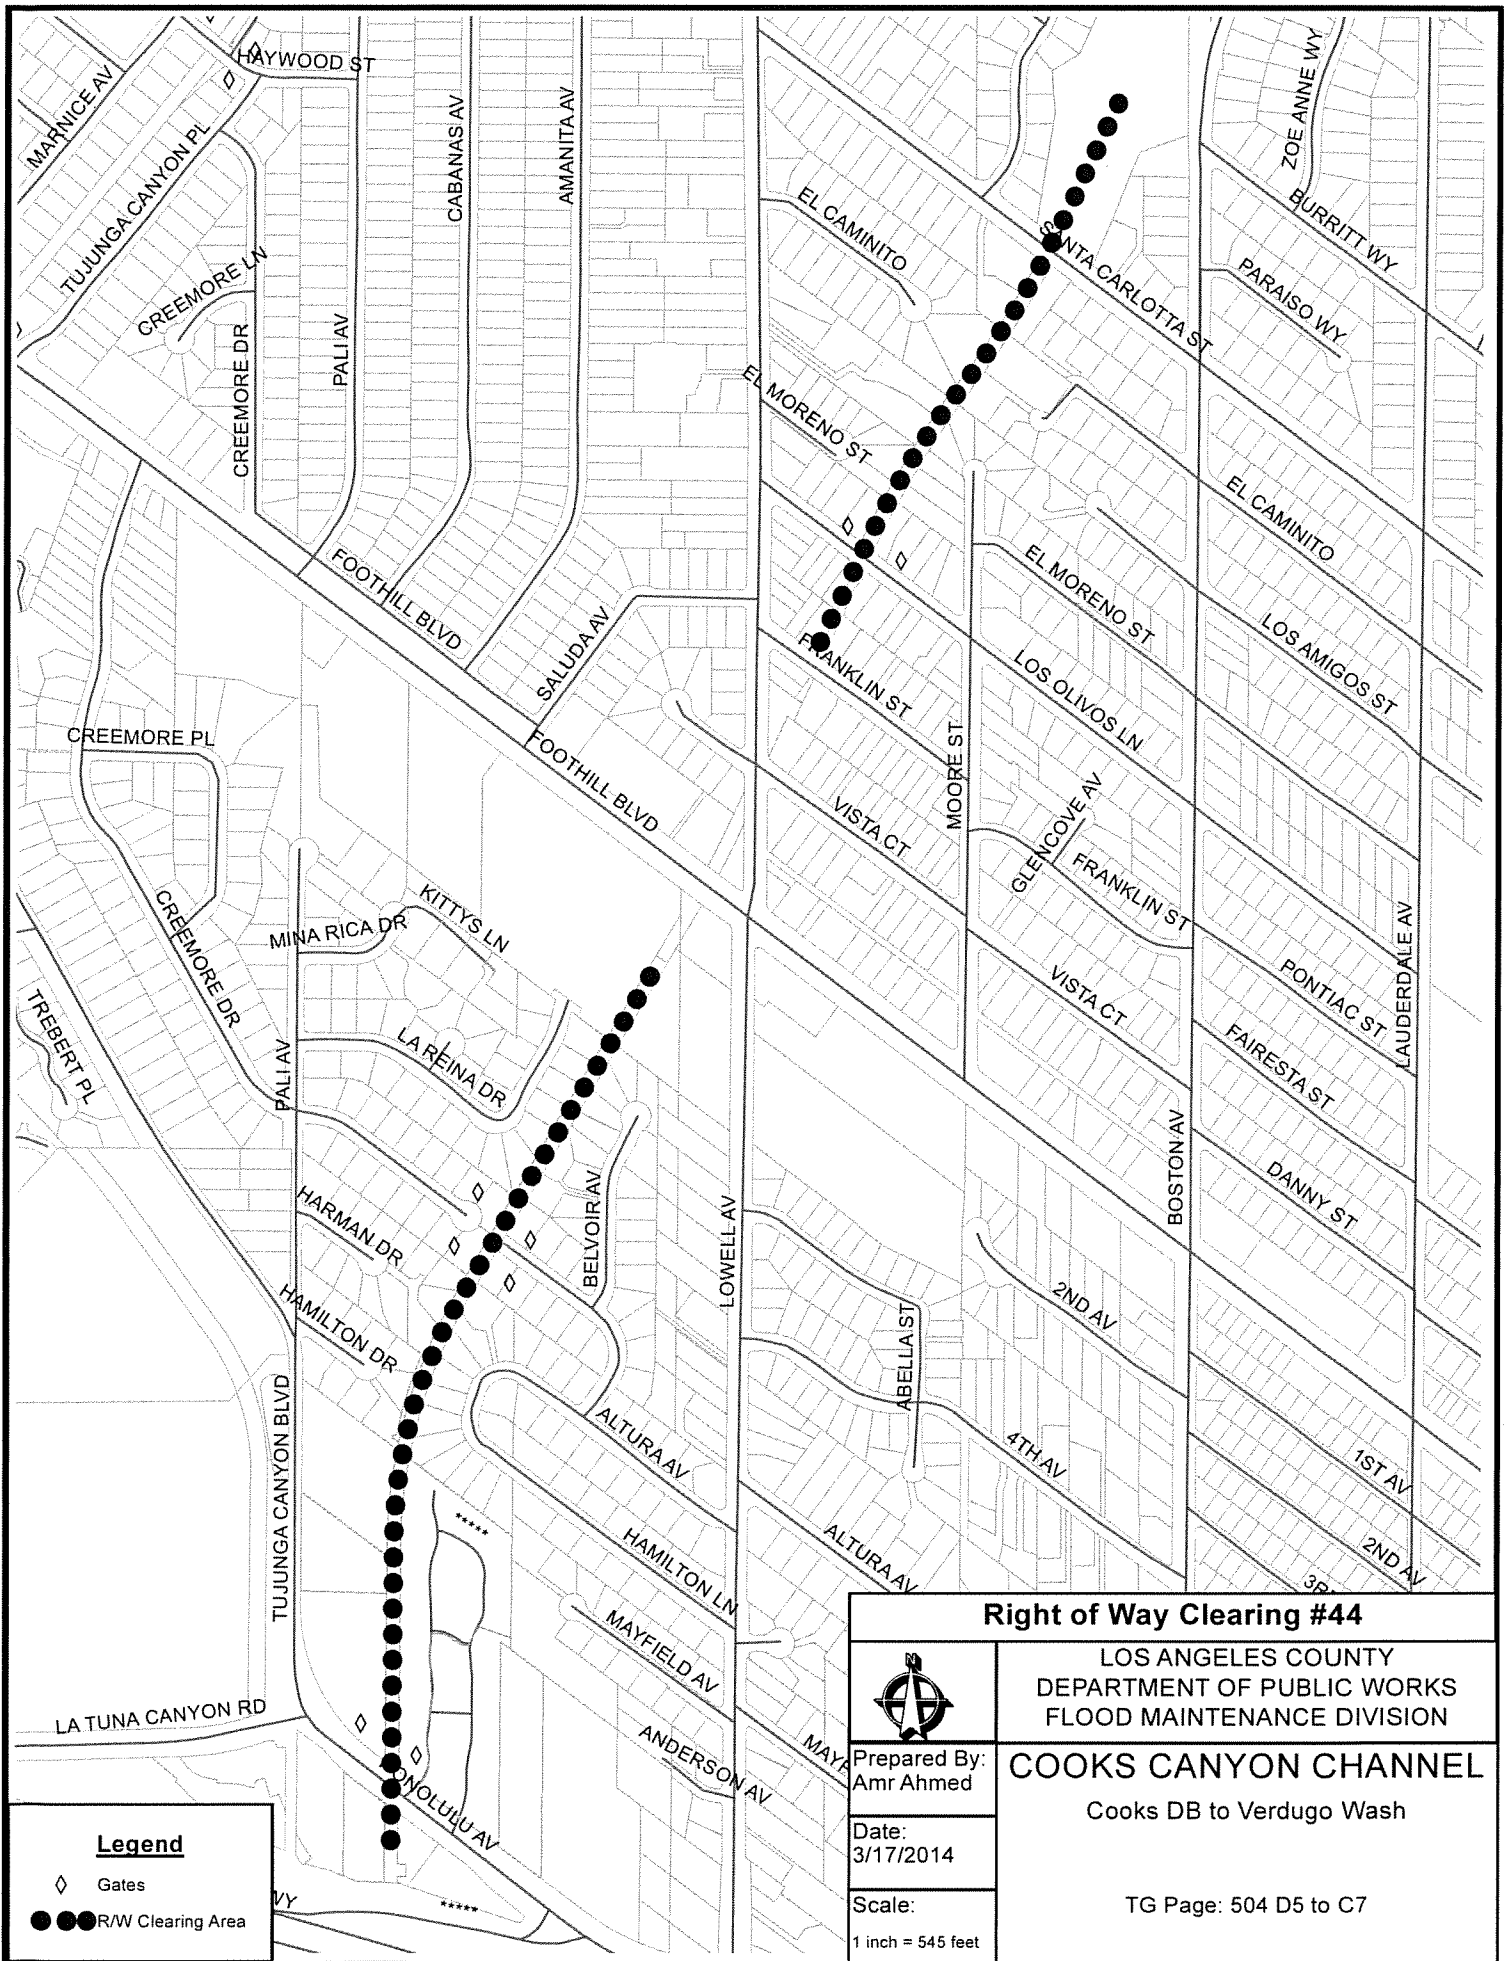 HAYWOOD ST
MARNICE AV
TUJUNGA CANYON PL
CREEMORE LN
CREEMORE DR
PALI AV
CABANAS AV
AMANITA AV
EL CAMINITO
SANTA CARLOTTA ST
ZOE ANNE WY
BURRITT WY
PARAISO WY
EL MORENO ST
EL CAMINITO
EL MORENO ST
LOS AMIGOS ST
LOS OLIVOS LN
FOOTHILL BLVD
SALUDA AV
FRANKLIN ST
FOOTHILL BLVD
CREEMORE PL
MOORE ST
VISTA CT
GLENCOVE AV
FRANKLIN ST
CREEMORE DR
MINA RICA DR
KITTYS LN
LAUDERDALE AV
PONTIAC ST
VISTA CT
FAIRESTA ST
TREBERT PL
PALI AV
LA REINA DR
BOSTON AV
DANNY ST
HARMAN DR
BELVOIR AV
LOWELL AV
HAMILTON DR
2ND AV
ABELLA ST
TUJUNGA CANYON BLVD
ALTURA AV
4TH AV
1ST AV
HAMILTON LN
ALTURA AV
2ND AV
MAYFIELD AV
LA TUNA CANYON RD
ANDERSON AV
*****
*****
Right of Way Clearing #44
N
LOS ANGELES COUNTY
DEPARTMENT OF PUBLIC WORKS
FLOOD MAINTENANCE DIVISION
Prepared By:
Amr Ahmed
COOKS CANYON CHANNEL
Cooks DB to Verdugo Wash
Date:
3/17/2014
Scale:
1 inch = 545 feet
TG Page: 504 D5 to C7
Legend
Gates
R/W Clearing Area